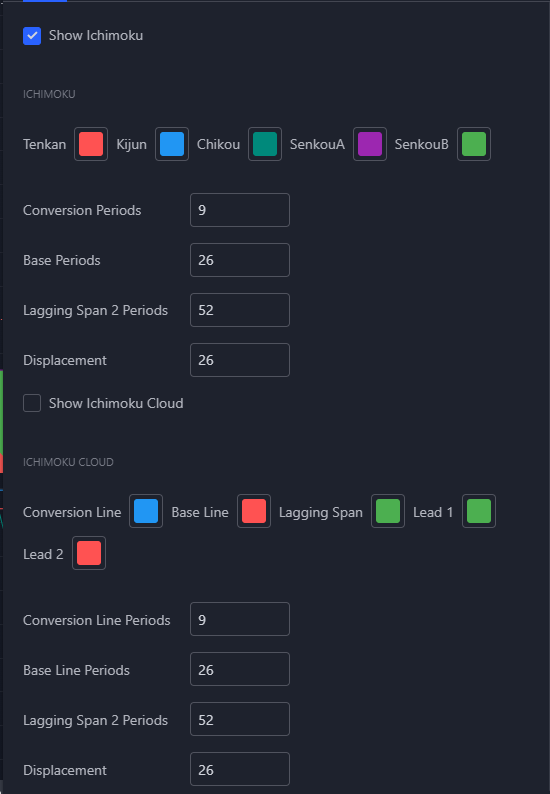 Show Ichimoku
ICHIMOKU
Tenkan Kijun Chikou SenkouA SenkouB
Conversion Periods 9
Base Periods 26
Lagging Span 2 Periods 52
Displacement 26
Show Ichimoku Cloud
ICHIMOKU CLOUD
Conversion Line Base Line Lagging Span Lead 1
Lead 2
Conversion Line Periods 9
Base Line Periods 26
Lagging Span 2 Periods 52
Displacement 26